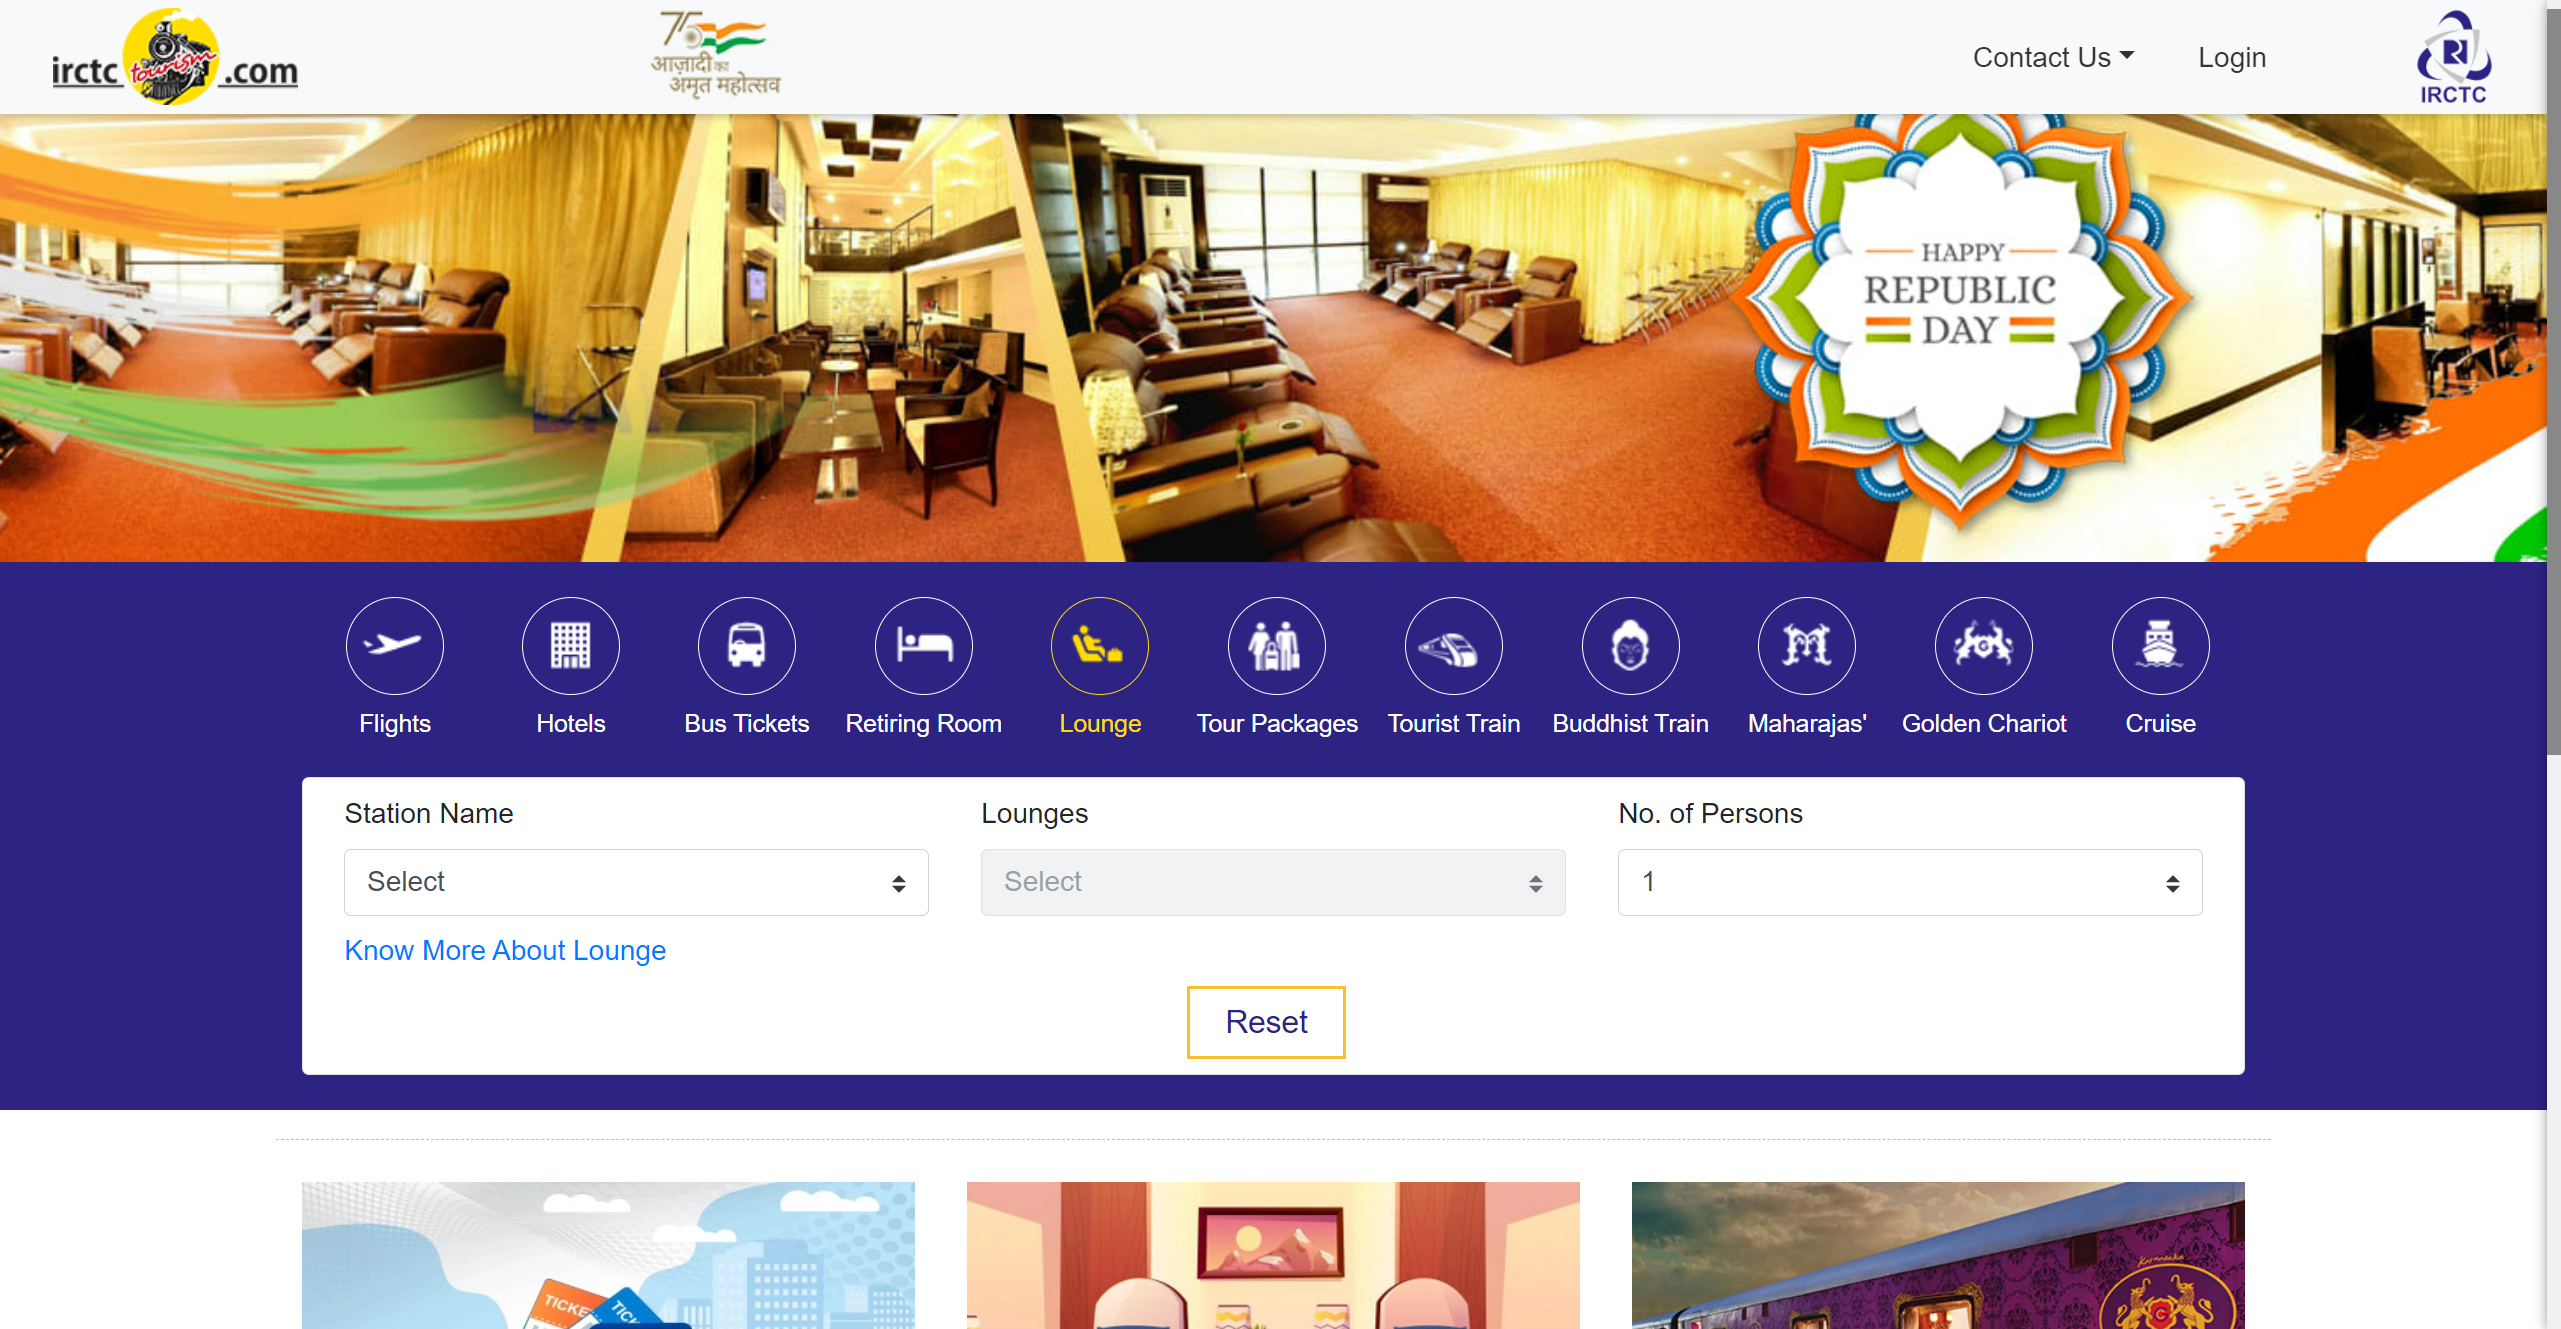 irctc tourism .com
75
आज़ादी का
अमृत महोत्सव
Contact Us
Login
IRCTC
HAPPY
REPUBLIC
DAY
Flights
Hotels
Bus Tickets
Retiring Room
Lounge
Tour Packages
Tourist Train
Buddhist Train
Maharajas'
Golden Chariot
Cruise
Station Name
Lounges
No. of Persons
Select
Select
1
Know More About Lounge
Reset